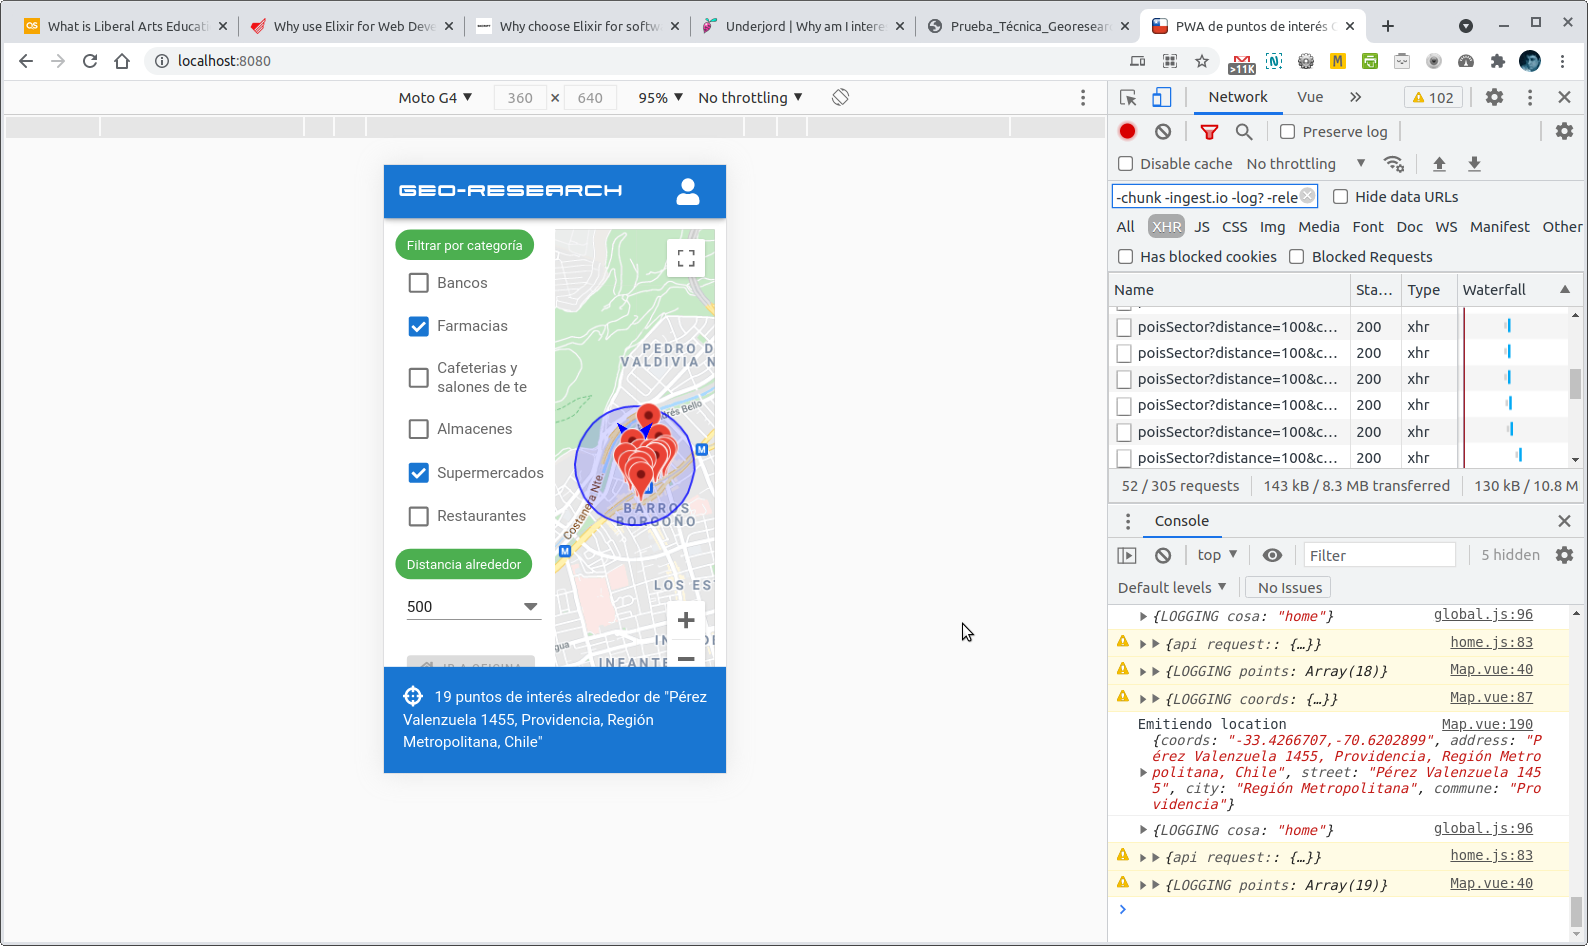 What is Liberal Arts Educati
Why use Elixir for Web Deve
Why choose Elixir for softw
Underjord | Why am I intere
Prueba_Técnica_Georesear
PWA de puntos de interés
localhost:8080
>11K
Moto G4
360 × 640
95%
No throttling
Network
Vue
102
Preserve log
Disable cache
No throttling
-chunk -ingest.io -log? -rele
Hide data URLs
All XHR JS CSS Img Media Font Doc WS Manifest Other
Has blocked cookies
Blocked Requests
Name Sta... Type Waterfall
poisSector?distance=100&c... 200 xhr
poisSector?distance=100&c... 200 xhr
poisSector?distance=100&c... 200 xhr
poisSector?distance=100&c... 200 xhr
poisSector?distance=100&c... 200 xhr
poisSector?distance=100&c... 200 xhr
52 / 305 requests
143 kB / 8.3 MB transferred
130 kB / 10.8 M
GEO-RESEARCH
Filtrar por categoría
Bancos
Farmacias
Cafeterias y
salones de te
Almacenes
Supermercados
Restaurantes
Distancia alrededor
500
IR A OFICINA
PEDRO D
VALDIVIA N
rés Bello
M
Costanera Nte.
BARROS
BORGOÑO
M
LOS ES
INFANTE
19 puntos de interés alrededor de "Pérez
Valenzuela 1455, Providencia, Región
Metropolitana, Chile"
Console
top
Filter
5 hidden
Default levels
No Issues
{LOGGING cosa: "home"} global.js:96
{api request:: {…}} home.js:83
{LOGGING points: Array(18)} Map.vue:40
{LOGGING coords: {…}} Map.vue:87
Emitiendo location Map.vue:190
{coords: "-33.4266707,-70.6202899", address: "P
érez Valenzuela 1455, Providencia, Región Metro
politana, Chile", street: "Pérez Valenzuela 145
5", city: "Región Metropolitana", commune: "Pro
videncia"}
{LOGGING cosa: "home"} global.js:96
{api request:: {…}} home.js:83
{LOGGING points: Array(19)} Map.vue:40